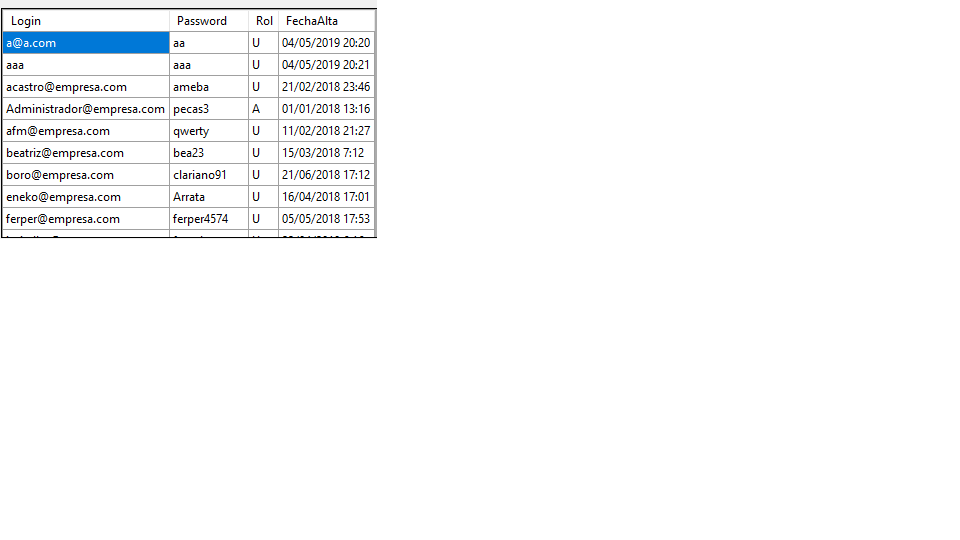 Login Password Rol FechaAlta
a@a.com aa U 04/05/2019 20:20
aaa aaa U 04/05/2019 20:21
acastro@empresa.com ameba U 21/02/2018 23:46
Administrador@empresa.com pecas3 A 01/01/2018 13:16
afm@empresa.com qwerty U 11/02/2018 21:27
beatriz@empresa.com bea23 U 15/03/2018 7:12
boro@empresa.com clariano91 U 21/06/2018 17:12
eneko@empresa.com Arrata U 16/04/2018 17:01
ferper@empresa.com ferper4574 U 05/05/2018 17:53